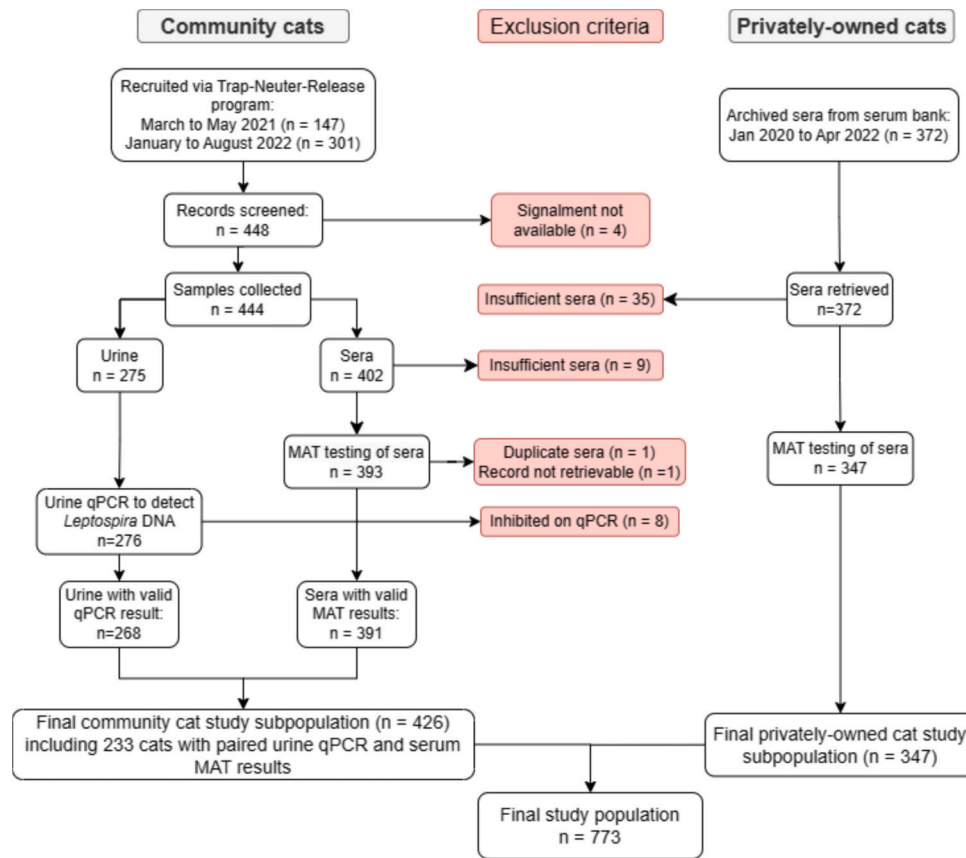 Community cats
Exclusion criteria
Privately-owned cats
Recruited via Trap-Neuter-Release
program:
March to May 2021 (n = 147)
January to August 2022 (n = 301)
Archived sera from serum bank:
Jan 2020 to Apr 2022 (n = 372)
Records screened:
n = 448
Signalment not
available (n = 4)
Samples collected
n = 444
Insufficient sera (n = 35)
Sera retrieved
n=372
Urine
n = 275
Sera
n = 402
Insufficient sera (n = 9)
MAT testing of sera
n = 393
Duplicate sera (n = 1)
Record not retrievable (n =1)
MAT testing of sera
n = 347
Urine qPCR to detect
Leptospira DNA
n=276
Inhibited on qPCR (n = 8)
Urine with valid
qPCR result:
n=268
Sera with valid
MAT results:
n = 391
Final community cat study subpopulation (n = 426)
including 233 cats with paired urine qPCR and serum
MAT results
Final privately-owned cat study
subpopulation (n = 347)
Final study population
n = 773